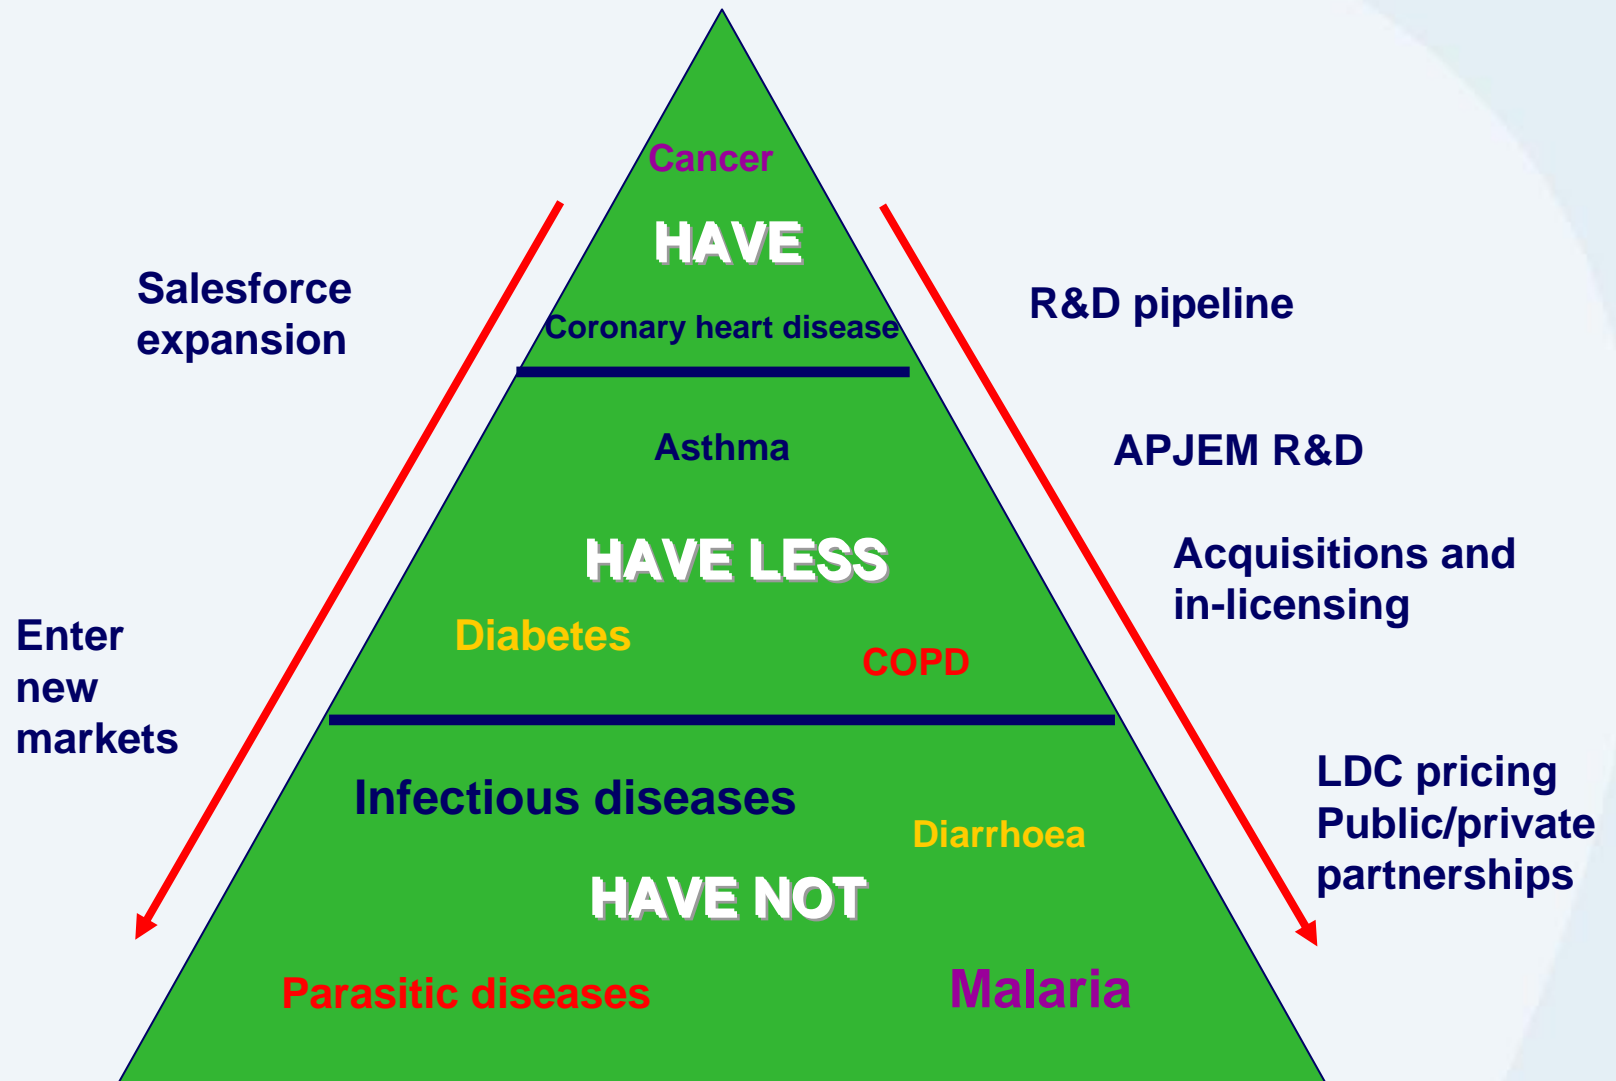 Cancer
HAVE
Coronary heart disease
Salesforce
expansion
R&D pipeline
Asthma
APJEM R&D
HAVE LESS
Acquisitions and
in-licensing
Diabetes
COPD
Enter
new
markets
Infectious diseases
Diarrhoea
LDC pricing
Public/private
partnerships
HAVE NOT
Parasitic diseases
Malaria